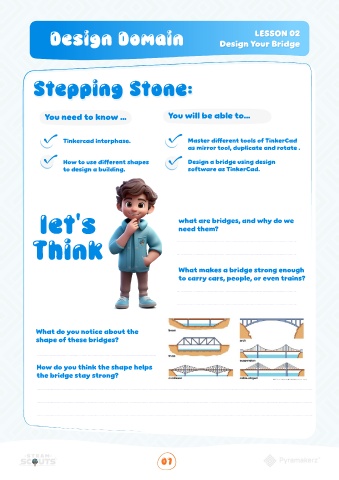 Design Domain
LESSON 02
Design Your Bridge
Stepping Stone:
You need to know ...
You will be able to...
Tinkercad interphase.
How to use different shapes
to design a building.
Master different tools of TinkerCad
as mirror tool, duplicate and rotate .
Design a bridge using design
software as TinkerCad.
let's
Think
what are bridges, and why do we
need them?
What makes a bridge strong enough
to carry cars, people, or even trains?
What do you notice about the
shape of these bridges?
How do you think the shape helps
the bridge stay strong?
beam
arch
truss
suspension
cantilever
cable-stayed
SCOUTS
07
Pyramakerz